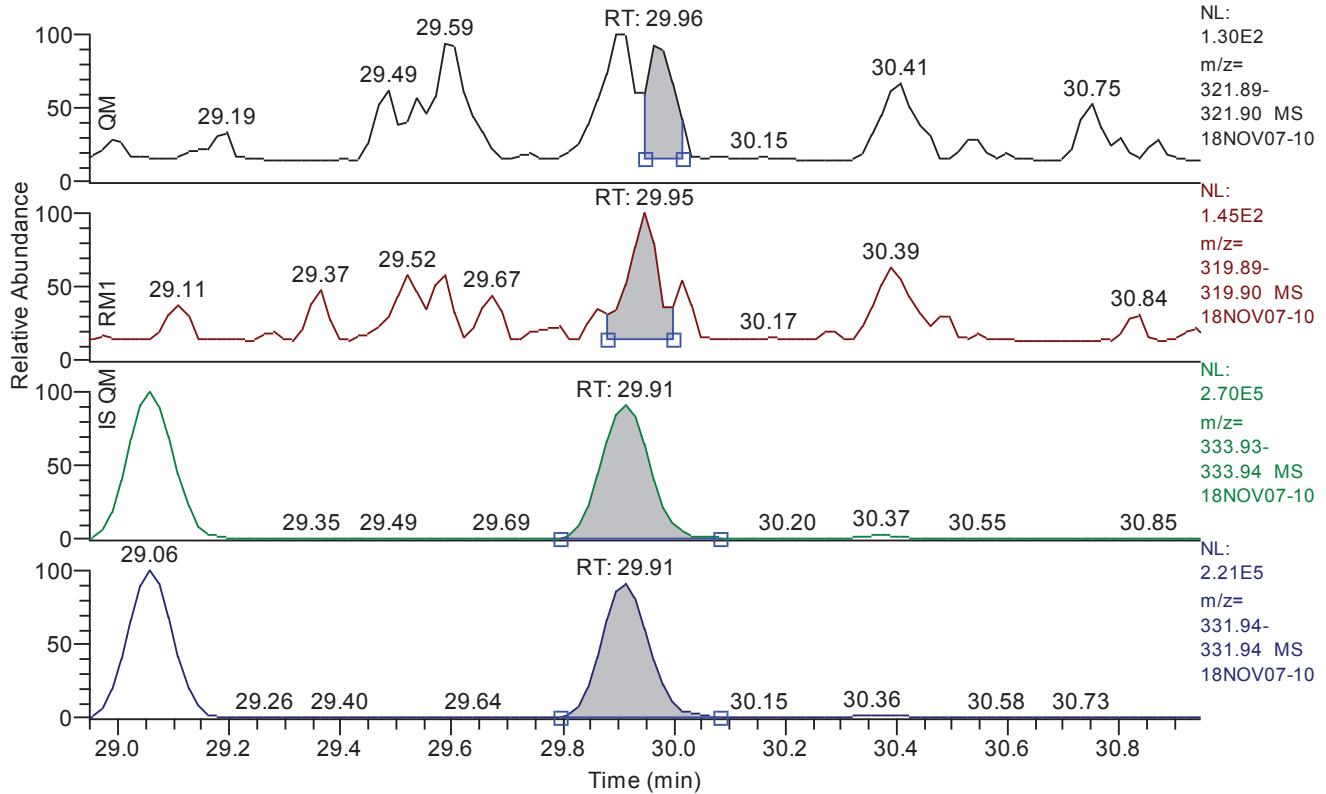 Relative Abundance
RT: 29.96
29.59
29.49
29.19
30.15
30.41
30.75
100
50
0
QM
NL:
1.30E2
m/z=
321.89-
321.90 MS
18NOV07-10
RT: 29.95
29.11
29.37
29.52
29.67
30.17
30.39
30.84
100
50
0
RM1
NL:
1.45E2
m/z=
319.89-
319.90 MS
18NOV07-10
RT: 29.91
29.35
29.49
29.69
30.20
30.37
30.55
30.85
100
50
0
IS QM
NL:
2.70E5
m/z=
333.93-
333.94 MS
18NOV07-10
29.06
RT: 29.91
29.26
29.40
29.64
30.15
30.36
30.58
30.73
100
50
0
NL:
2.21E5
m/z=
331.94-
331.94 MS
18NOV07-10
29.0 29.2 29.4 29.6 29.8 30.0 30.2 30.4 30.6 30.8
Time (min)